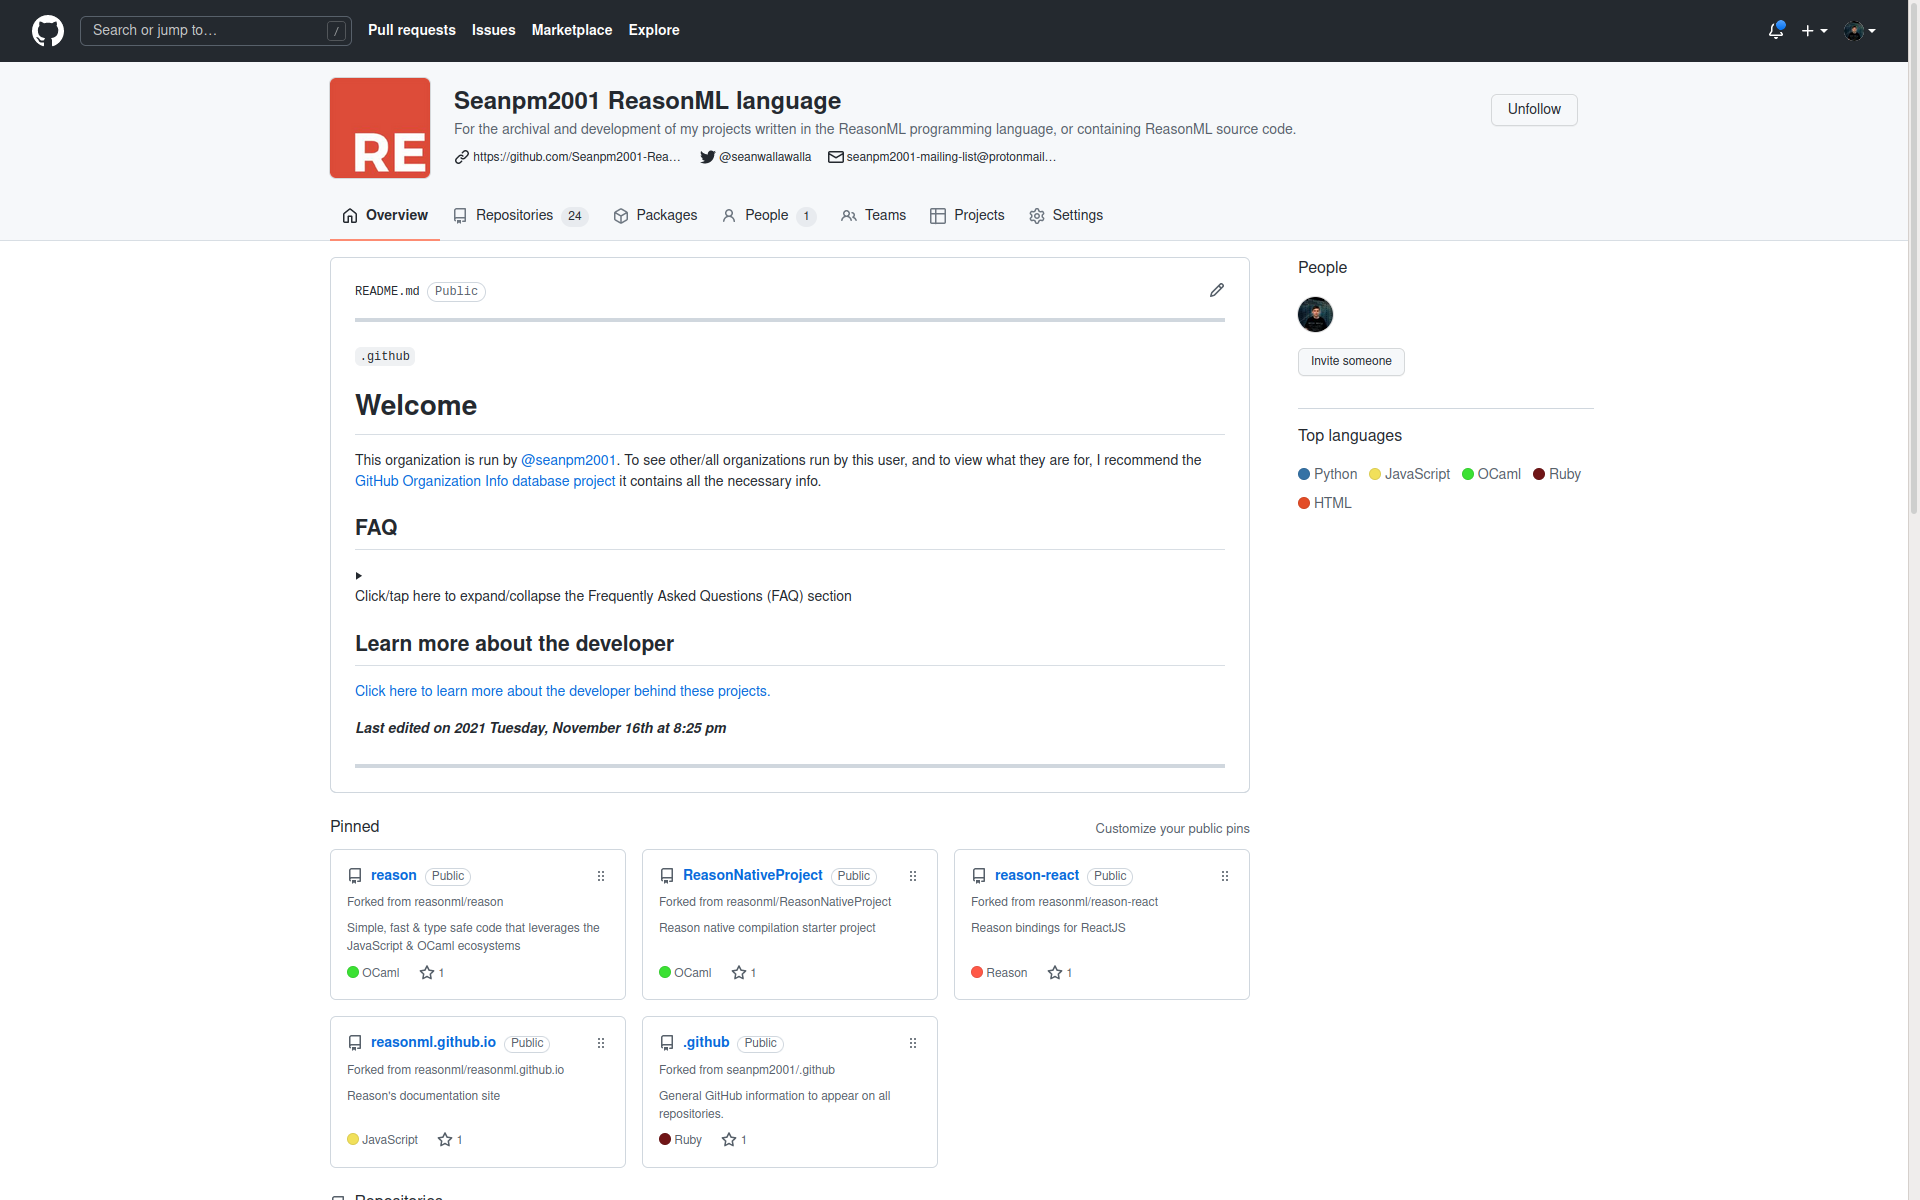 Search or jump to…
/
Pull requests
Issues
Marketplace
Explore
RE
Seanpm2001 ReasonML language
For the archival and development of my projects written in the ReasonML programming language, or containing ReasonML source code.
https://github.com/Seanpm2001-Rea…
@seanwallawalla
seanpm2001-mailing-list@protonmail…
Unfollow
Overview
Repositories 24
Packages
People 1
Teams
Projects
Settings
README.md Public
.github
Welcome
This organization is run by @seanpm2001. To see other/all organizations run by this user, and to view what they are for, I recommend the
GitHub Organization Info database project it contains all the necessary info.
FAQ
Click/tap here to expand/collapse the Frequently Asked Questions (FAQ) section
Learn more about the developer
Click here to learn more about the developer behind these projects.
Last edited on 2021 Tuesday, November 16th at 8:25 pm
People
Invite someone
Top languages
Python JavaScript OCaml Ruby
HTML
Pinned
Customize your public pins
reason Public
Forked from reasonml/reason
Simple, fast & type safe code that leverages the
JavaScript & OCaml ecosystems
OCaml 1
ReasonNativeProject Public
Forked from reasonml/ReasonNativeProject
Reason native compilation starter project
OCaml 1
reason-react Public
Forked from reasonml/reason-react
Reason bindings for ReactJS
Reason 1
reasonml.github.io Public
Forked from reasonml/reasonml.github.io
Reason's documentation site
JavaScript 1
.github Public
Forked from seanpm2001/.github
General GitHub information to appear on all
repositories.
Ruby 1
Repositories